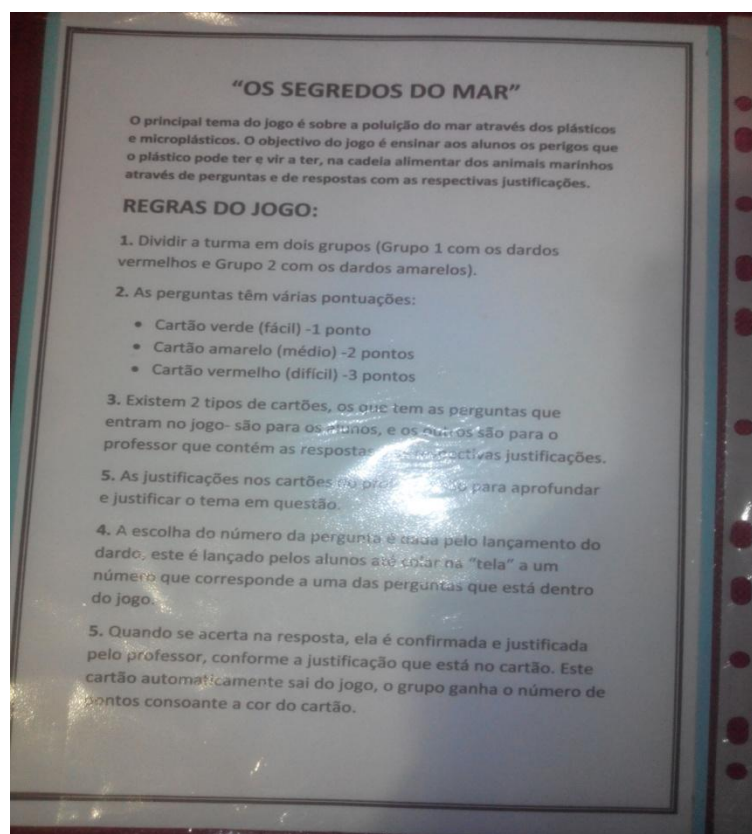 "OS SEGREDOS DO MAR"
O principal tema do jogo é sobre a poluição do mar através dos plásticos
e microplásticos. O objectivo do jogo é ensinar aos alunos os perigos que
o plástico pode ter e vir a ter, na cadeia alimentar dos animais marinhos
através de perguntas e de respostas com as respectivas justificações.
REGRAS DO JOGO:
1. Dividir a turma em dois grupos (Grupo 1 com os dardos
vermelhos e Grupo 2 com os dardos amarelos).
2. As perguntas têm várias pontuações:
• Cartão verde (fácil) -1 ponto
• Cartão amarelo (médio) -2 pontos
• Cartão vermelho (difícil) -3 pontos
3. Existem 2 tipos de cartões, os que tem as perguntas que
entram no jogo- são para os alunos, e os outros são para o
professor que contém as respostas respectivas justificações.
5. As justificações nos cartões do para aprofundar
e justificar o tema em questão.
4. A escolha do número da pergunta é dada pelo lançamento do
dardo, este é lançado pelos alunos até colar na "tela" a um
número que corresponde a uma das perguntas que está dentro
do jogo.
5. Quando se acerta na resposta, ela é confirmada e justificada
pelo professor, conforme a justificação que está no cartão. Este
cartão automaticamente sai do jogo, o grupo ganha o número de
pontos consoante a cor do cartão.